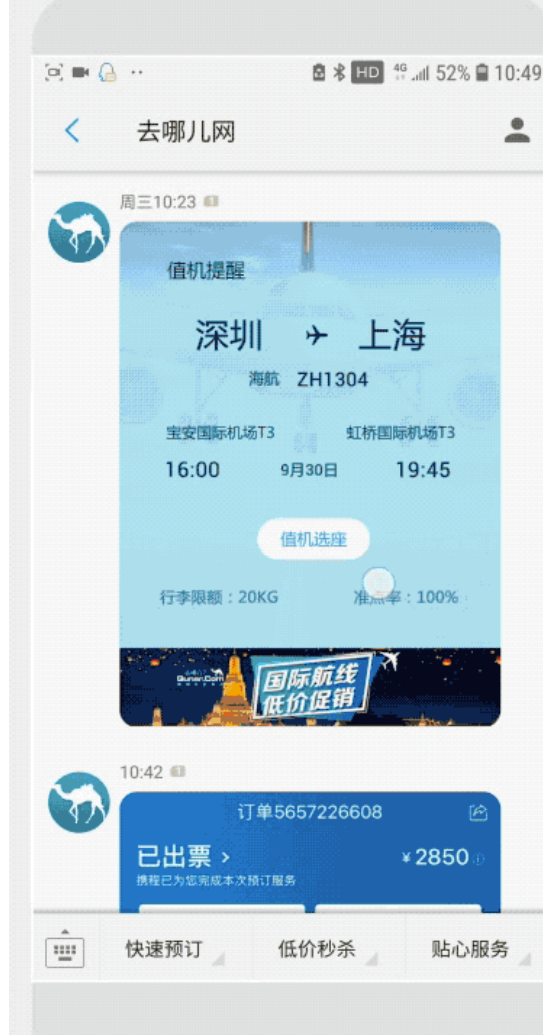 HD 4G 52% 10:49
去哪儿网
周三10:23
值机提醒
深圳 上海
海航 ZH1304
宝安国际机场T3 虹桥国际机场T3
16:00 9月30日 19:45
值机选座
行李限额：20KG 准点率：100%
Qunar.Com
国际航线
低价促销
10:42
订单5657226608
已出票 ¥2850
携程已为您完成本次预订服务
快速预订 低价秒杀 贴心服务